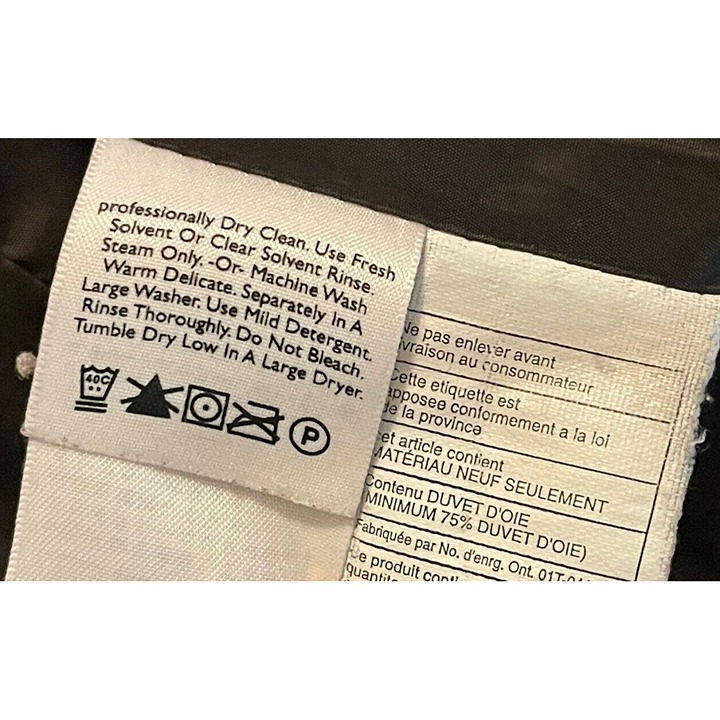 professionally Dry Clean. Use Fresh
Solvent Or Clear Solvent Rinse.
Steam Only. -Or- Machine Wash
Warm Delicate. Separately In A
Large Washer. Use Mild Detergent.
Rinse Thoroughly. Do Not Bleach.
Tumble Dry Low In A Large Dryer.
40C
P
Ne pas enlever avant
vraison au consommateur
Cette etiquette est
apposee conformement a la loi
de la province
cet article contient
MATÉRIAU NEUF SEULEMENT
Contenu DUVET D'OIE
MINIMUM 75% DUVET D'OIE)
Fabriquée par No. d'enrg. Ont. 01T-
produit